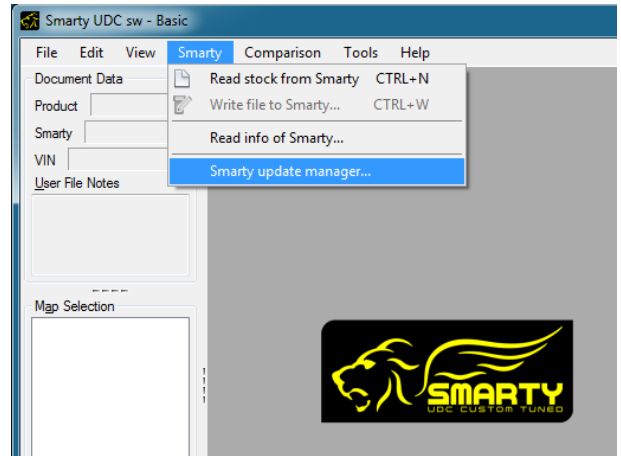 Smarty UDC sw - Basic
File Edit View Smarty Comparison Tools Help
Document Data
Product
Smarty
VIN
User File Notes
Read stock from Smarty CTRL+N
Write file to Smarty... CTRL+W
Read info of Smarty...
Smarty update manager...
Map Selection
SMARTY
UDC CUSTOM TUNED